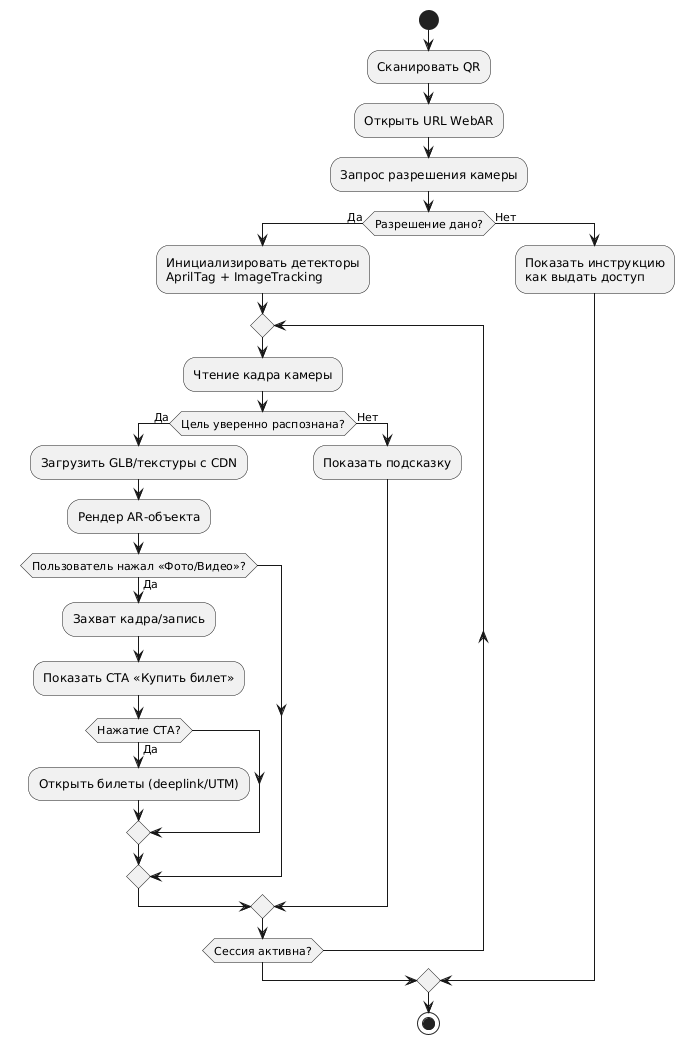 Сканировать QR
Открыть URL WebAR
Запрос разрешения камеры
Да
Разрешение дано?
Нет
Инициализировать детекторы
AprilTag + ImageTracking
Показать инструкцию
как выдать доступ
Чтение кадра камеры
Да
Цель уверенно распознана?
Нет
Загрузить GLB/текстуры с CDN
Показать подсказку
Рендер AR-объекта
Пользователь нажал «Фото/Видео»?
Да
Захват кадра/запись
Показать CTA «Купить билет»
Нажатие CTA?
Да
Открыть билеты (deeplink/UTM)
Сессия активна?